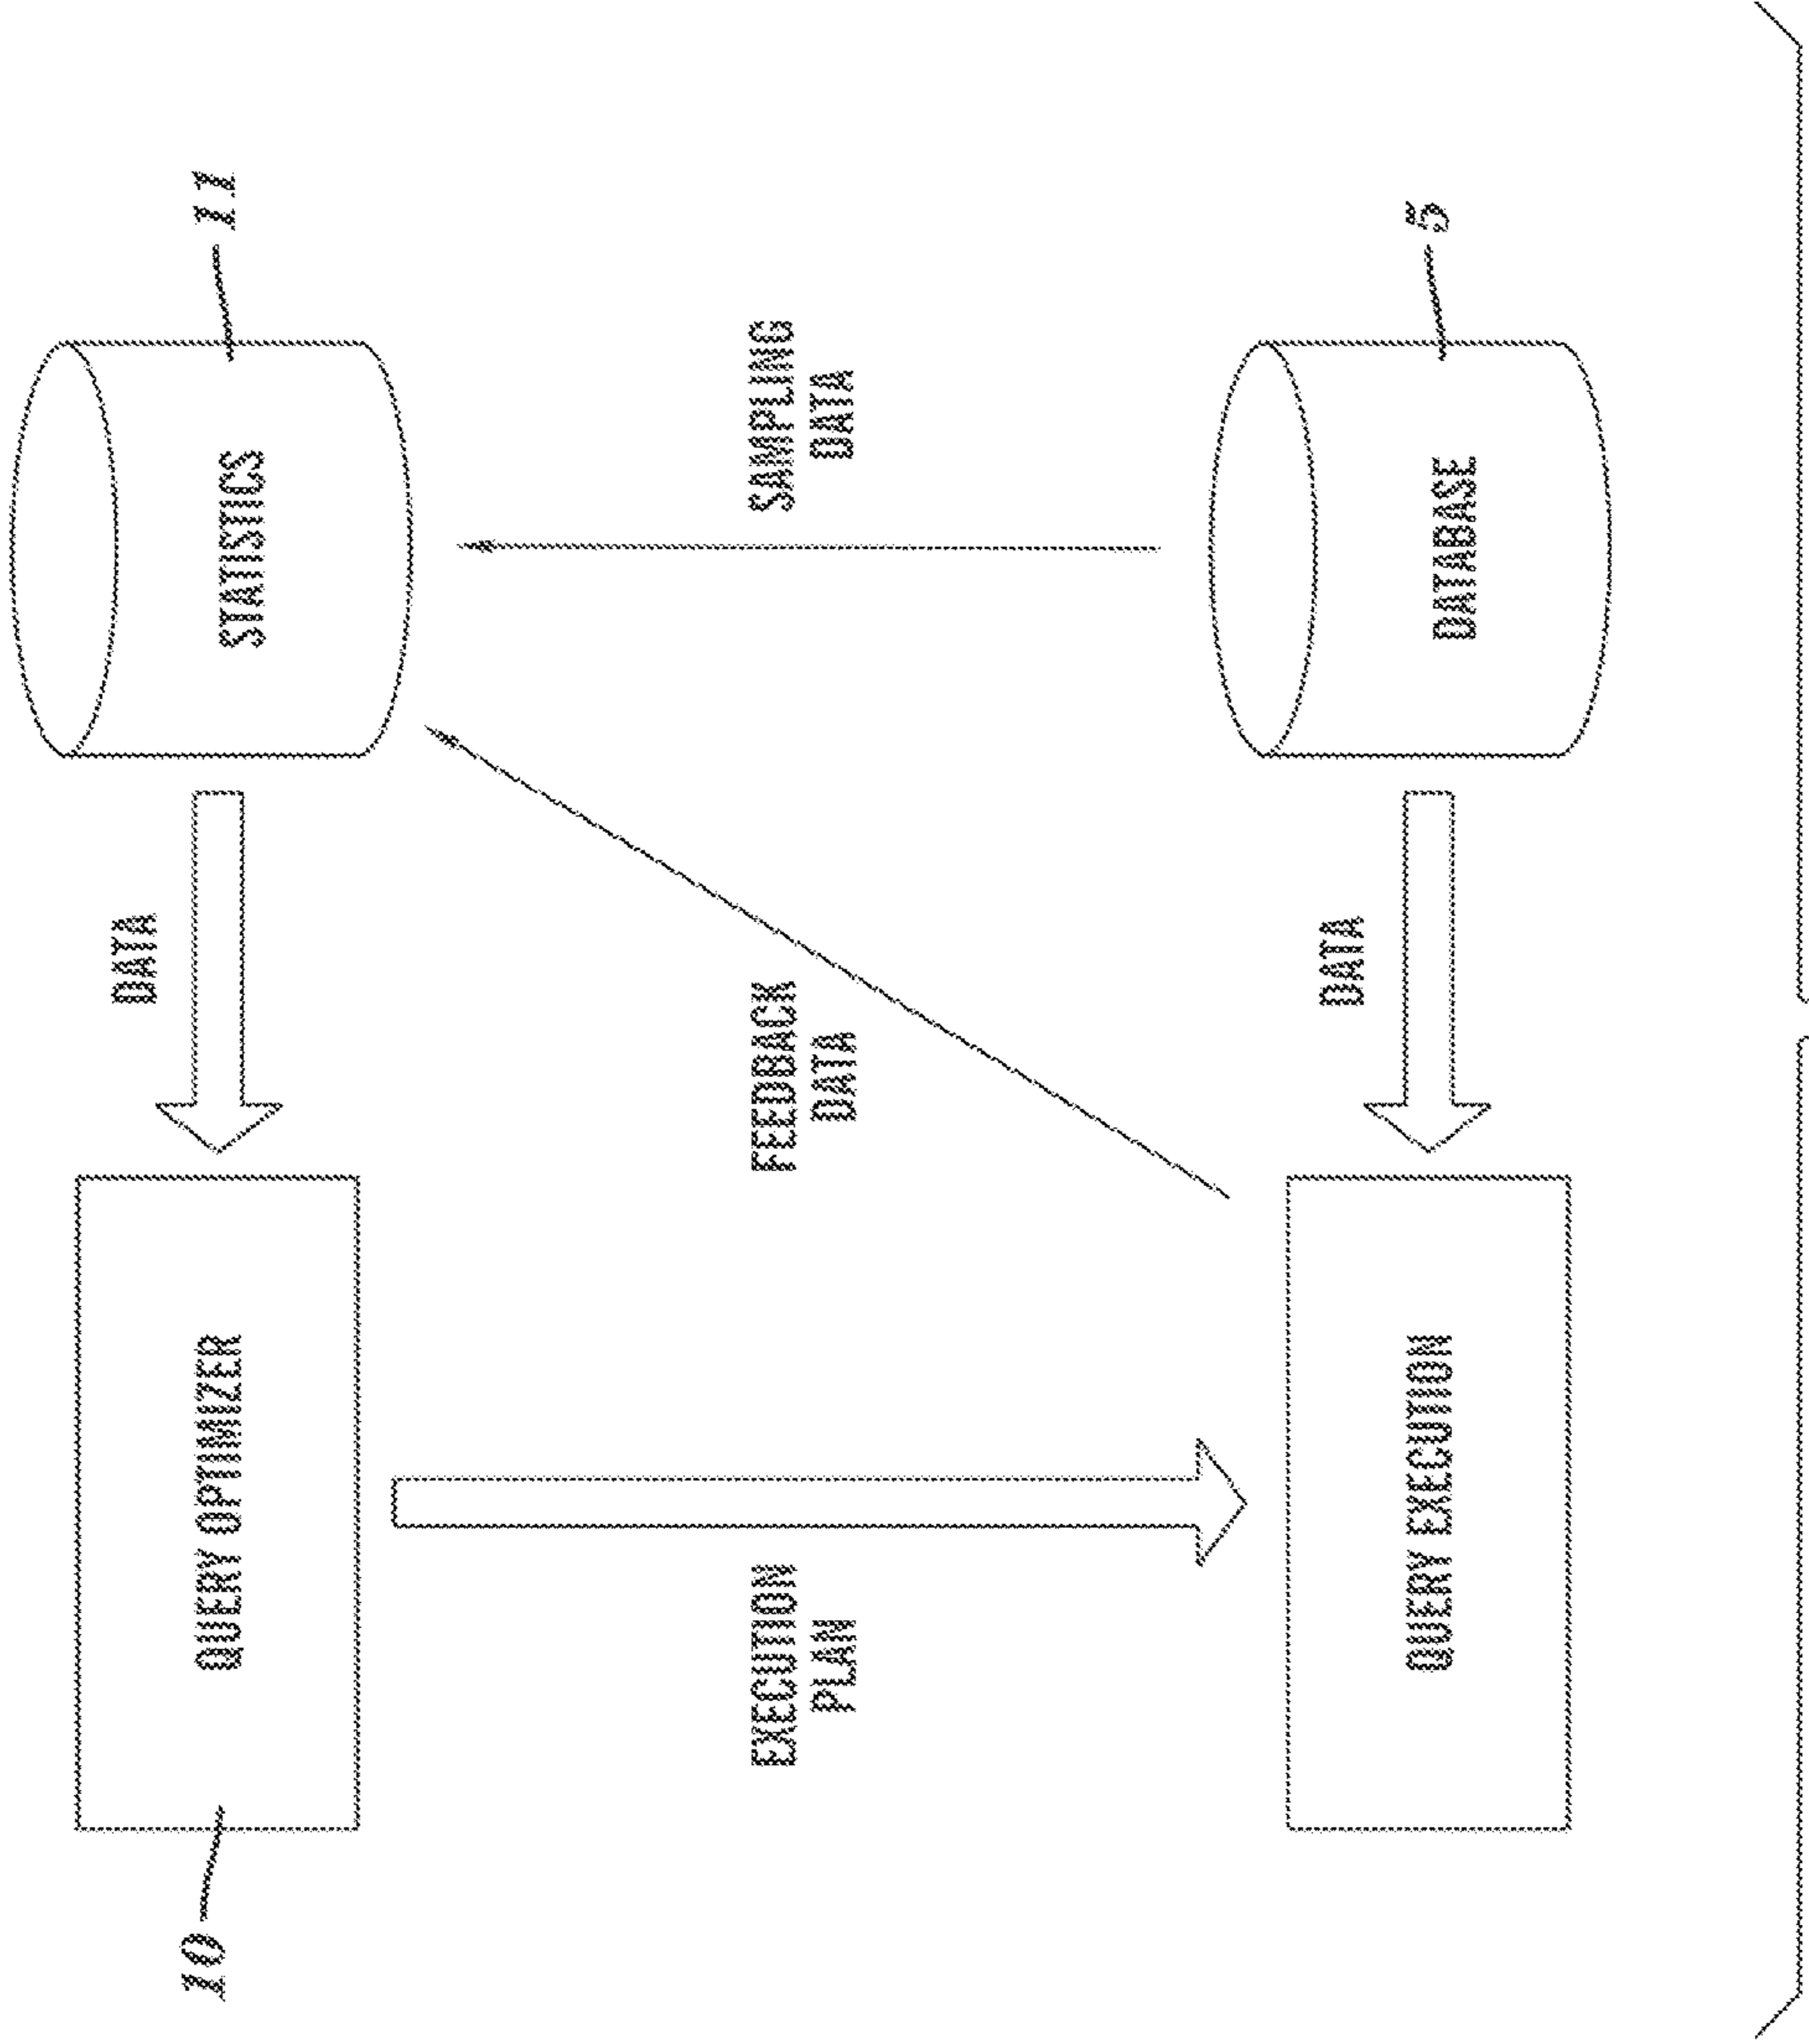 10
QUERY OPTIMIZER
DATA
STATISTICS
11
EXECUTION
PLAN
FEEDBACK
DATA
SAMPLING
DATA
QUERY EXECUTION
DATA
DATABASE
5